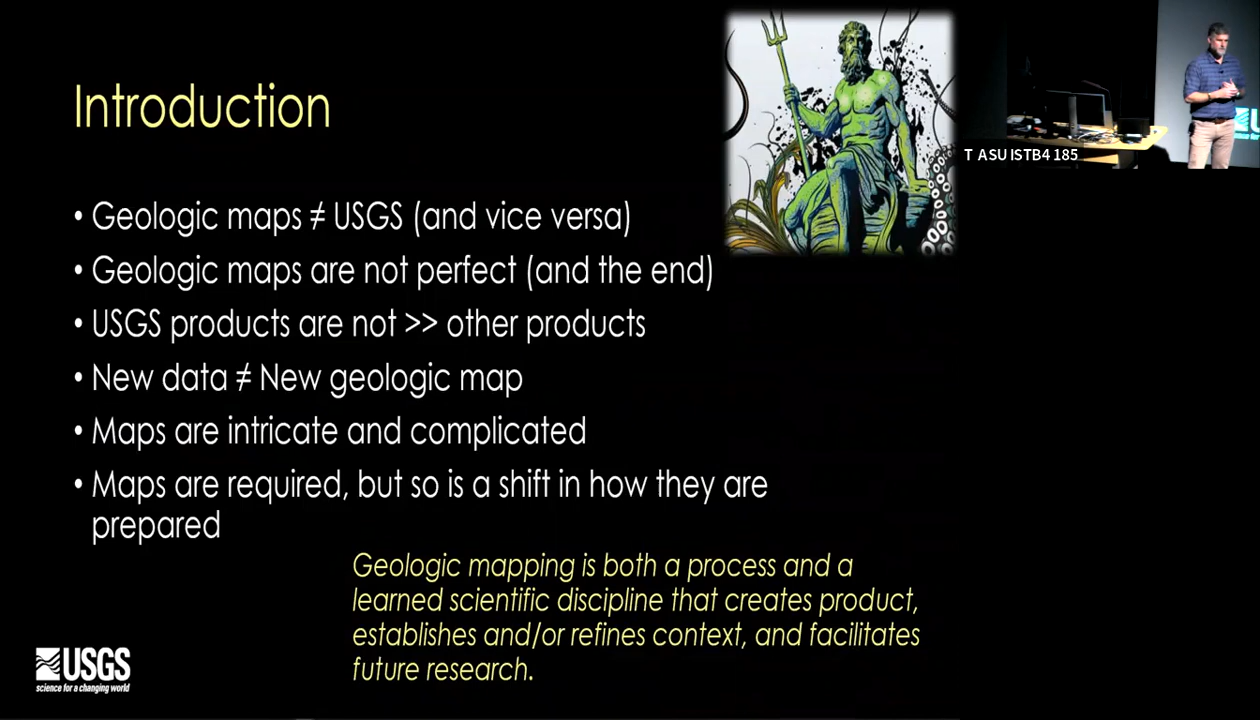 Introduction
• Geologic maps ≠ USGS (and vice versa)
• Geologic maps are not perfect (and the end)
• USGS products are not >> other products
• New data ≠ New geologic map
• Maps are intricate and complicated
• Maps are required, but so is a shift in how they are
prepared
Geologic mapping is both a process and a
learned scientific discipline that creates product,
establishes and/or refines context, and facilitates
future research.
USGS
science for a changing world
T ASU ISTB4 185